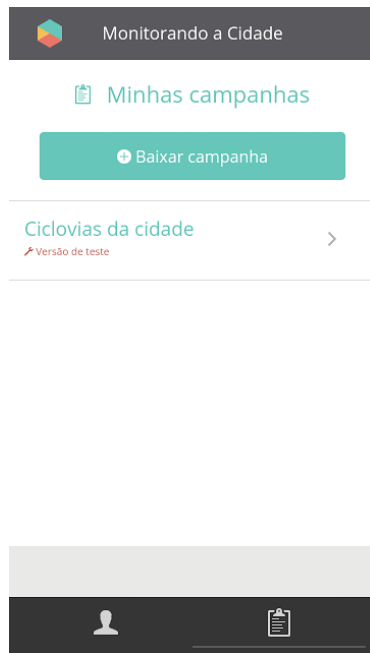 Monitorando a Cidade
Minhas campanhas
Baixar campanha
Ciclovias da cidade
Versão de teste